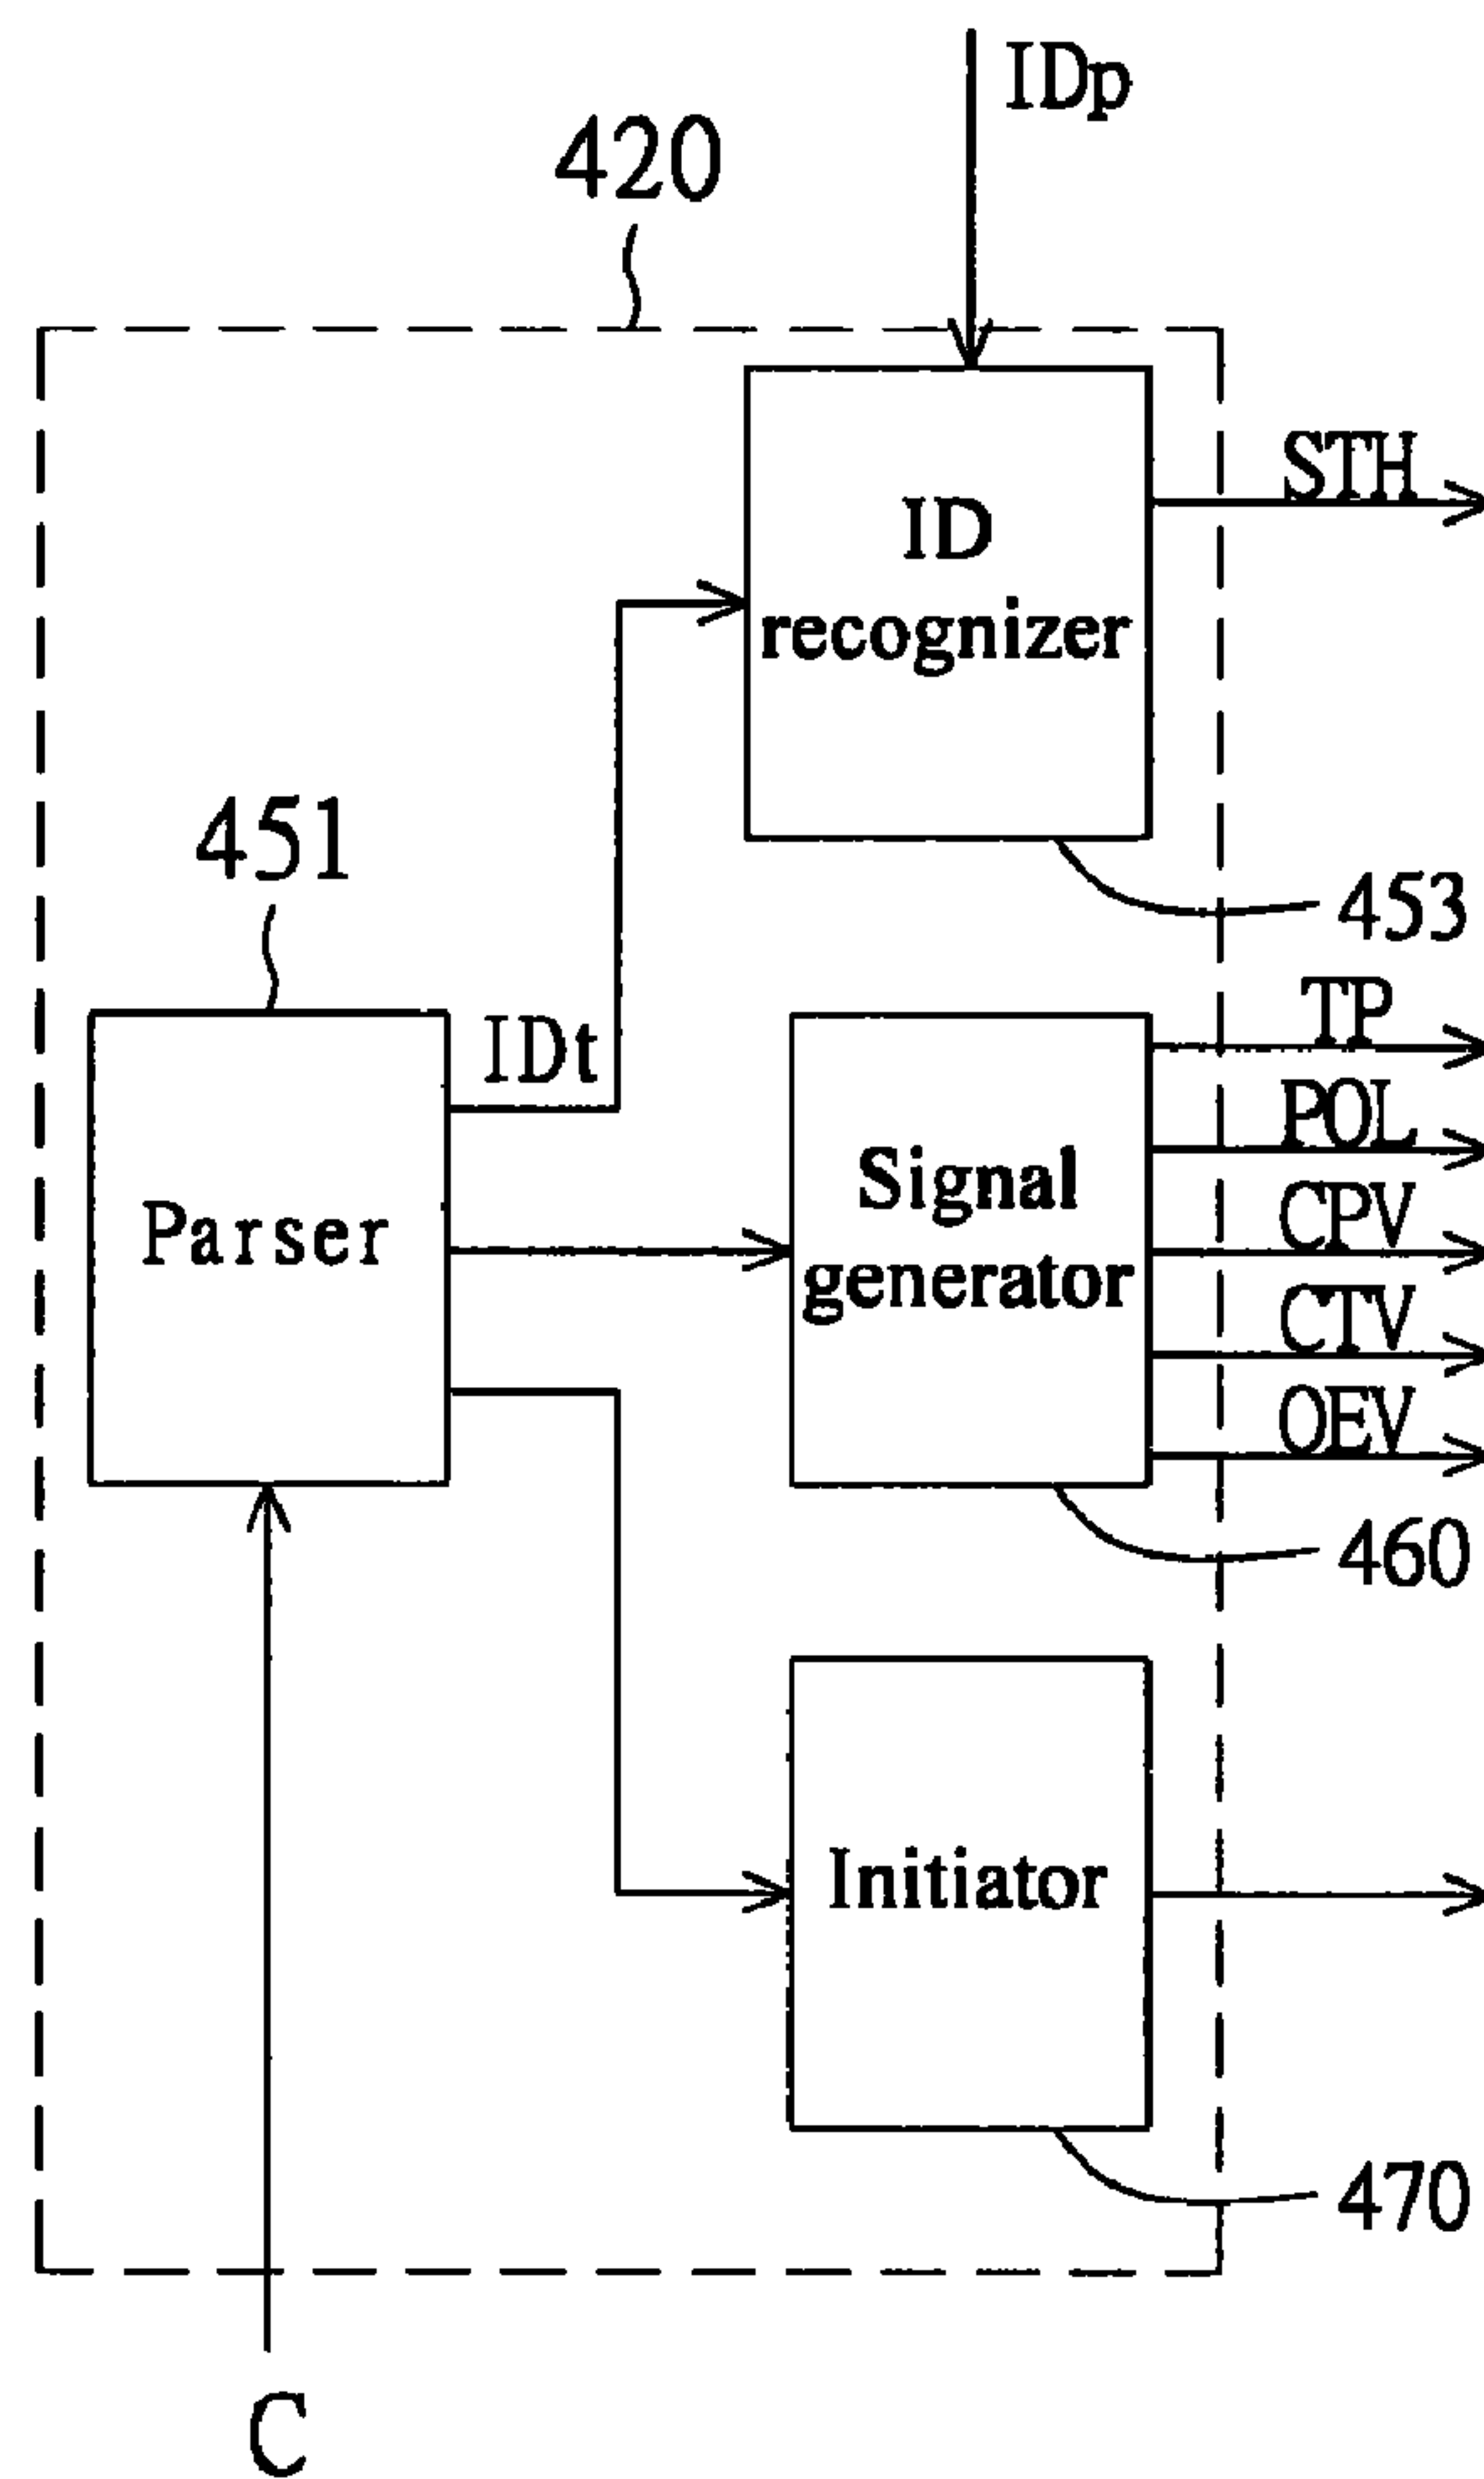 IDp
420
STH
ID
recognizer
451
453
IDt
TP
POL
CPV
CTV
OEV
Parser
Signal
generator
460
Initiator
470
C